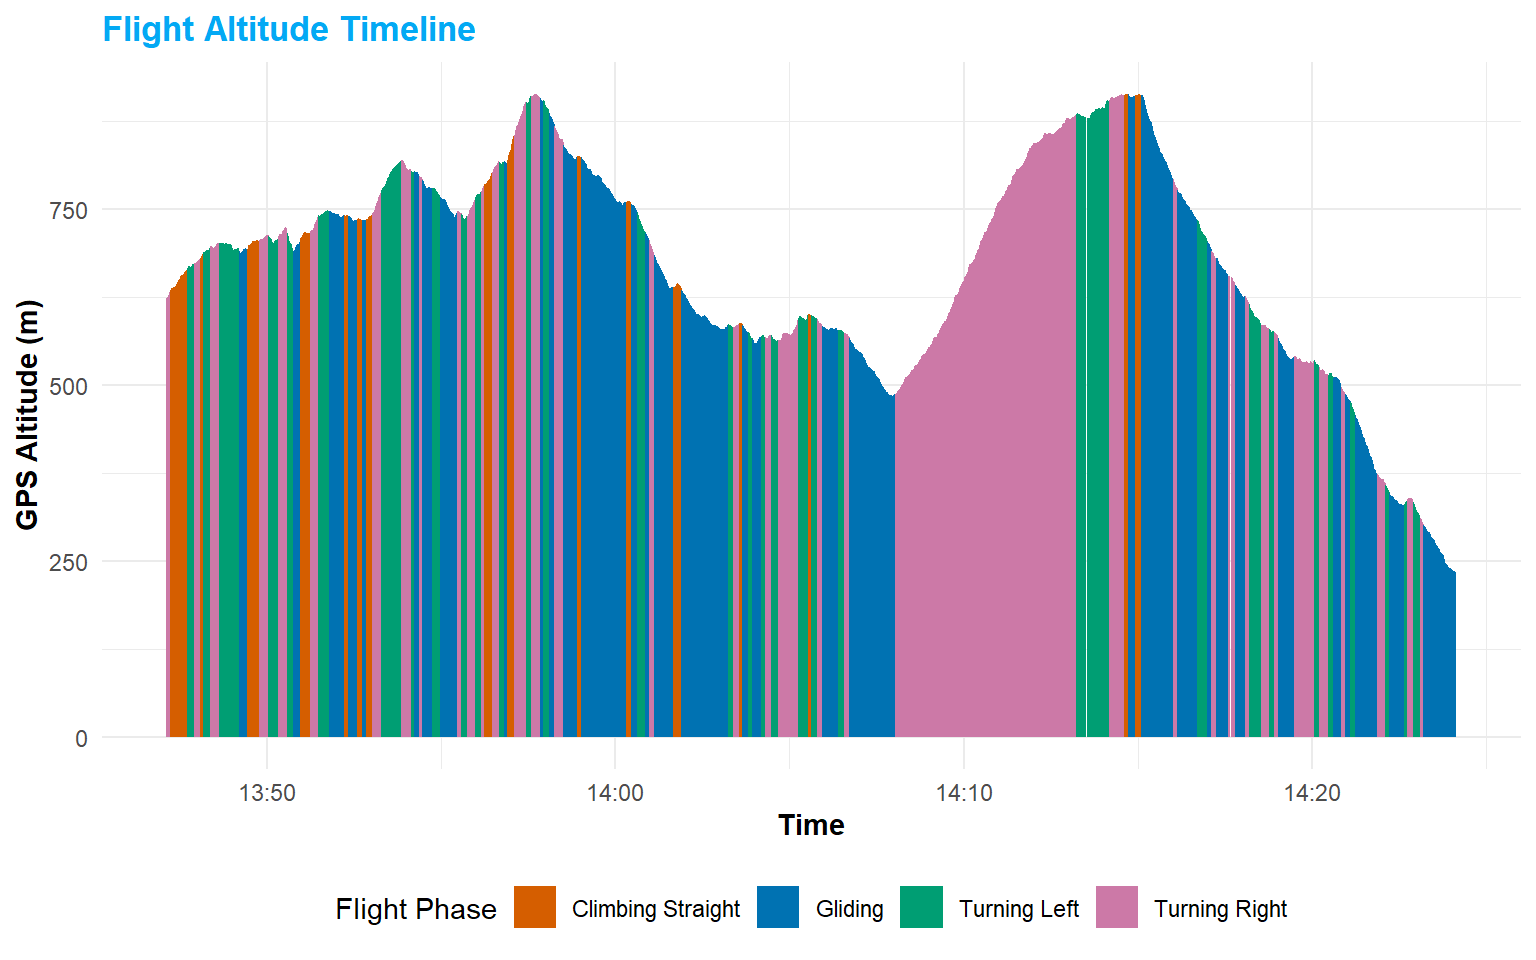 Flight Altitude Timeline
GPS Altitude (m)
750
500
250
0
13:50 14:00 14:10 14:20
Time
Flight Phase Climbing Straight Gliding Turning Left Turning Right